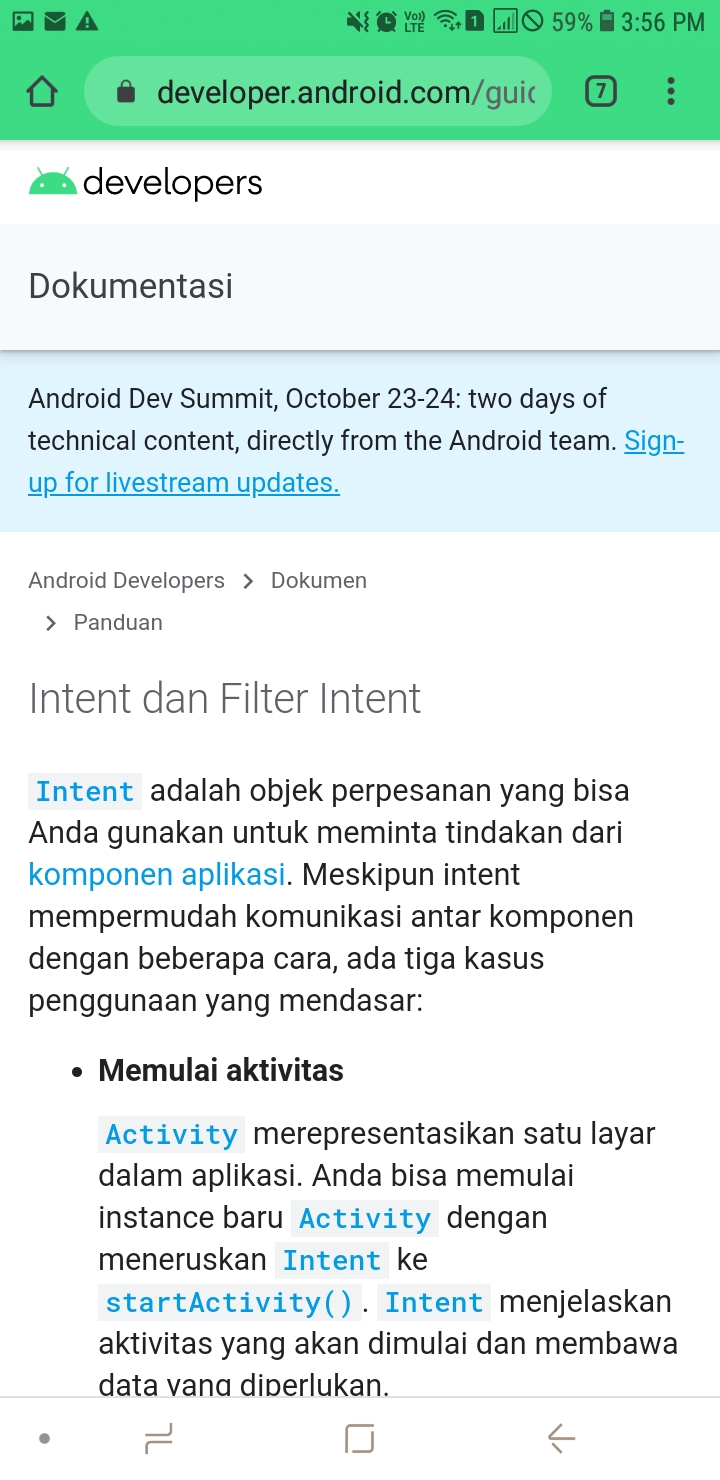 Vo)) LTE 1 59% 3:56 PM
developer.android.com/guid 7
developers
Dokumentasi
Android Dev Summit, October 23-24: two days of
technical content, directly from the Android team. Sign-
up for livestream updates.
Android Developers > Dokumen
> Panduan
Intent dan Filter Intent
Intent adalah objek perpesanan yang bisa
Anda gunakan untuk meminta tindakan dari
komponen aplikasi. Meskipun intent
mempermudah komunikasi antar komponen
dengan beberapa cara, ada tiga kasus
penggunaan yang mendasar:
• Memulai aktivitas
Activity merepresentasikan satu layar
dalam aplikasi. Anda bisa memulai
instance baru Activity dengan
meneruskan Intent ke
startActivity(). Intent menjelaskan
aktivitas yang akan dimulai dan membawa
data yang diperlukan.